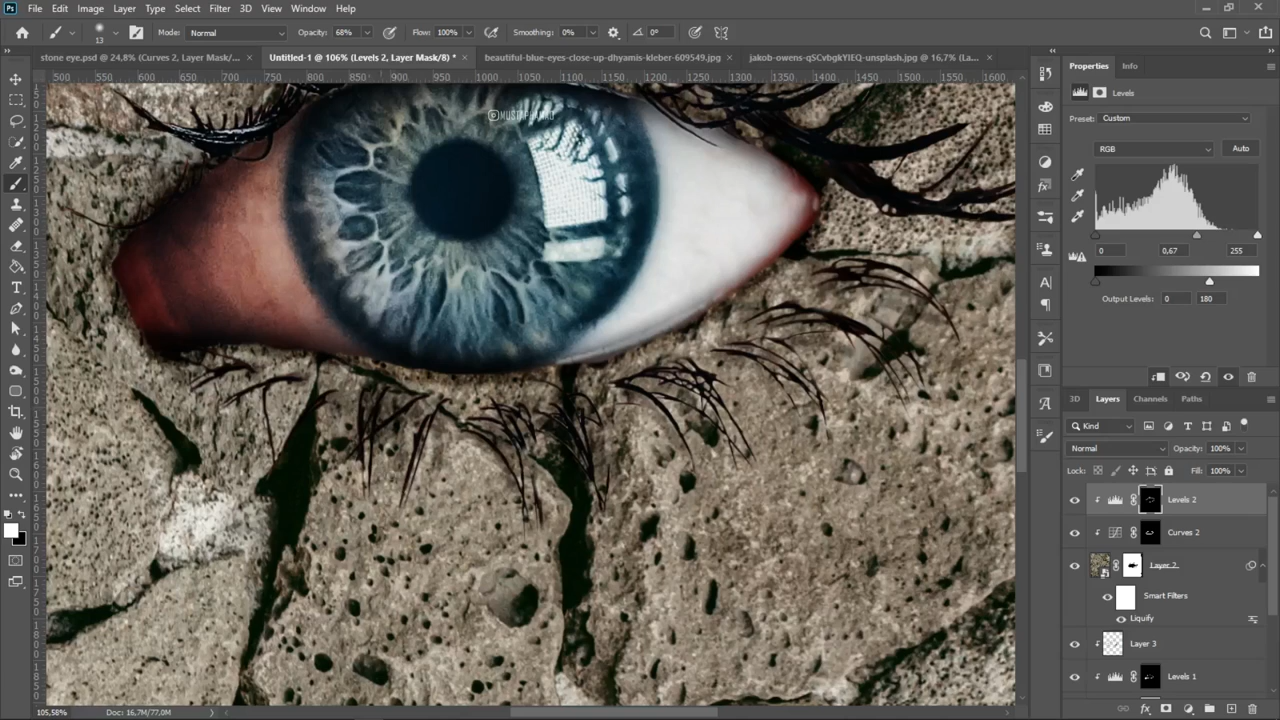 Ps File Edit Image Layer Type Select Filter 3D View Window Help
13 Mode: Normal Opacity: 68% Flow: 100% Smoothing: 0% 0°
stone eye.psd @ 24,8% (Curves 2, Layer Mask/... × Untitled-1 @ 106% (Levels 2, Layer Mask/8) * × beautiful-blue-eyes-close-up-dhyamis-kleber-609549.jpg × jakob-owens-qSCvbgkYlEQ-unsplash.jpg @ 16,7% (La... ×
500 550 600 650 700 750 800 850 900 950 1000 1050 1100 1150 1200 1250 1300 1350 1400 1450 1500 1550 1600
Properties Info
Levels
Preset: Custom
RGB Auto
0 0,67 255
Output Levels: 0 180
3D Layers Channels Paths
Kind
Normal Opacity: 100%
Lock: Fill: 100%
Levels 2
Curves 2
Layer 2
Smart Filters
Liquify
Layer 3
Levels 1
105,58% Doc: 16,7M/77,0M